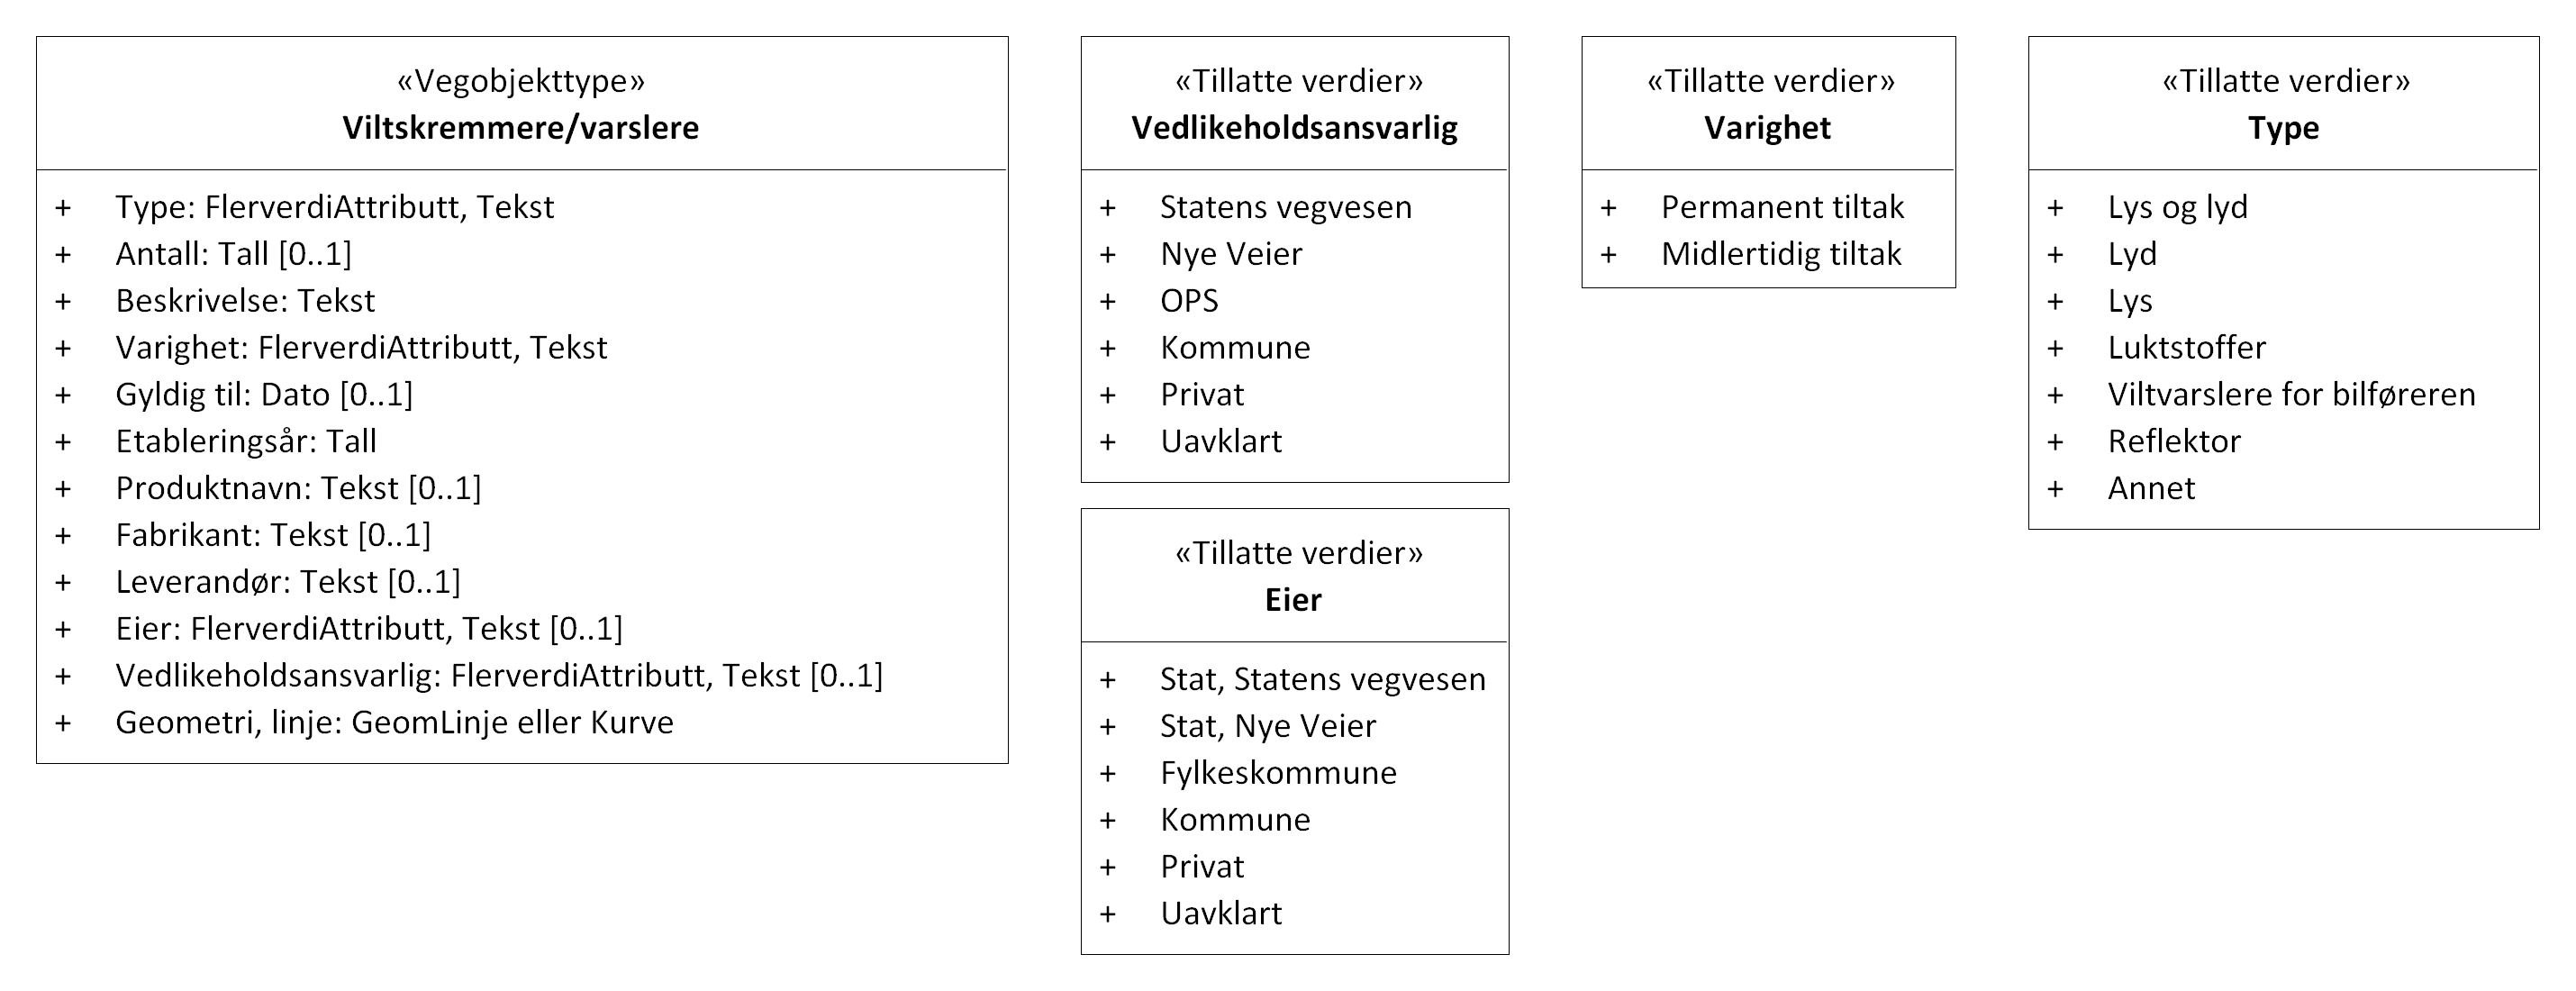 «Vegobjekttype»
Viltskremmere/varslere
+ Type: FlerverdiAttributt, Tekst
+ Antall: Tall [0..1]
+ Beskrivelse: Tekst
+ Varighet: FlerverdiAttributt, Tekst
+ Gyldig til: Dato [0..1]
+ Etableringsår: Tall
+ Produktnavn: Tekst [0..1]
+ Fabrikant: Tekst [0..1]
+ Leverandør: Tekst [0..1]
+ Eier: FlerverdiAttributt, Tekst [0..1]
+ Vedlikeholdsansvarlig: FlerverdiAttributt, Tekst [0..1]
+ Geometri, linje: GeomLinje eller Kurve
«Tillatte verdier»
Vedlikeholdsansvarlig
+ Statens vegvesen
+ Nye Veier
+ OPS
+ Kommune
+ Privat
+ Uavklart
«Tillatte verdier»
Eier
+ Stat, Statens vegvesen
+ Stat, Nye Veier
+ Fylkeskommune
+ Kommune
+ Privat
+ Uavklart
«Tillatte verdier»
Varighet
+ Permanent tiltak
+ Midlertidig tiltak
«Tillatte verdier»
Type
+ Lys og lyd
+ Lyd
+ Lys
+ Luktstoffer
+ Viltvarslere for bilføreren
+ Reflektor
+ Annet